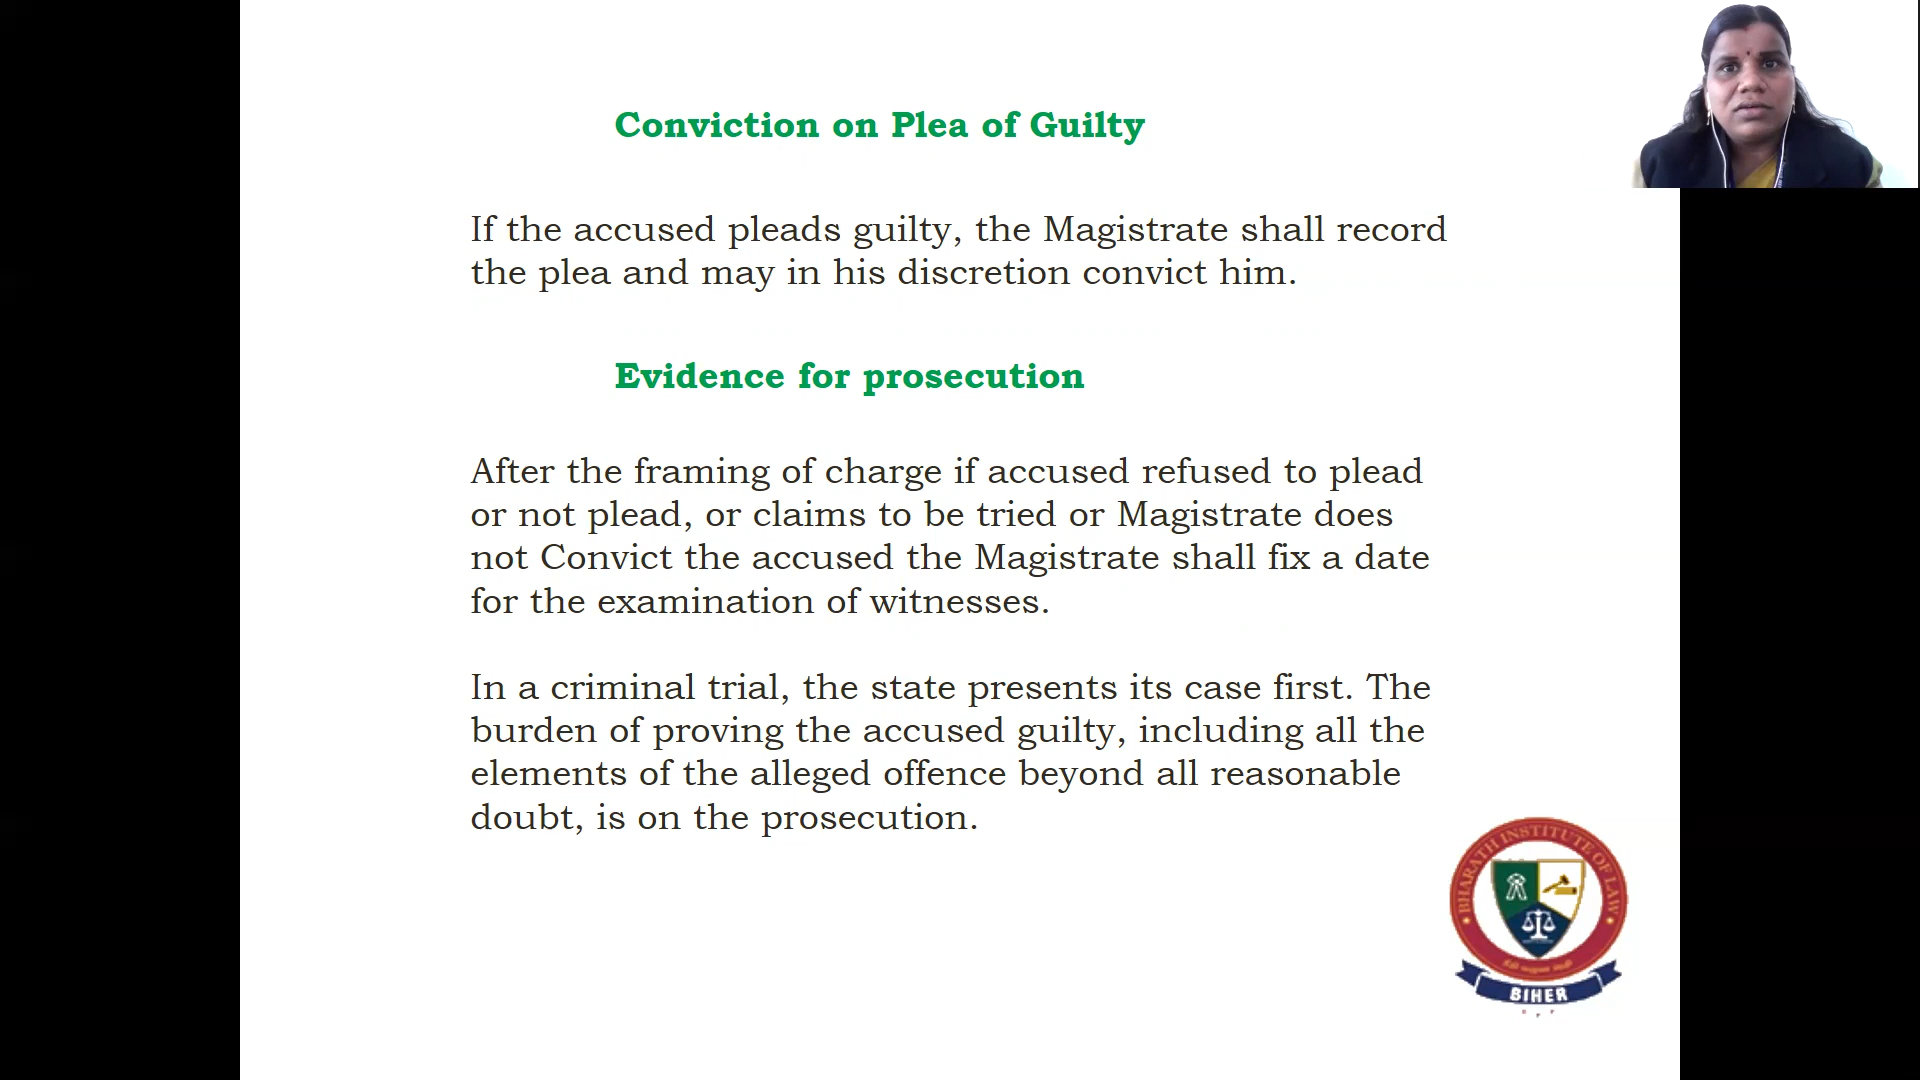 Conviction on Plea of Guilty
If the accused pleads guilty, the Magistrate shall record
the plea and may in his discretion convict him.
Evidence for prosecution
After the framing of charge if accused refused to plead
or not plead, or claims to be tried or Magistrate does
not Convict the accused the Magistrate shall fix a date
for the examination of witnesses.
In a criminal trial, the state presents its case first. The
burden of proving the accused guilty, including all the
elements of the alleged offence beyond all reasonable
doubt, is on the prosecution.
BHARATH INSTITUTE OF LAW
BIHER